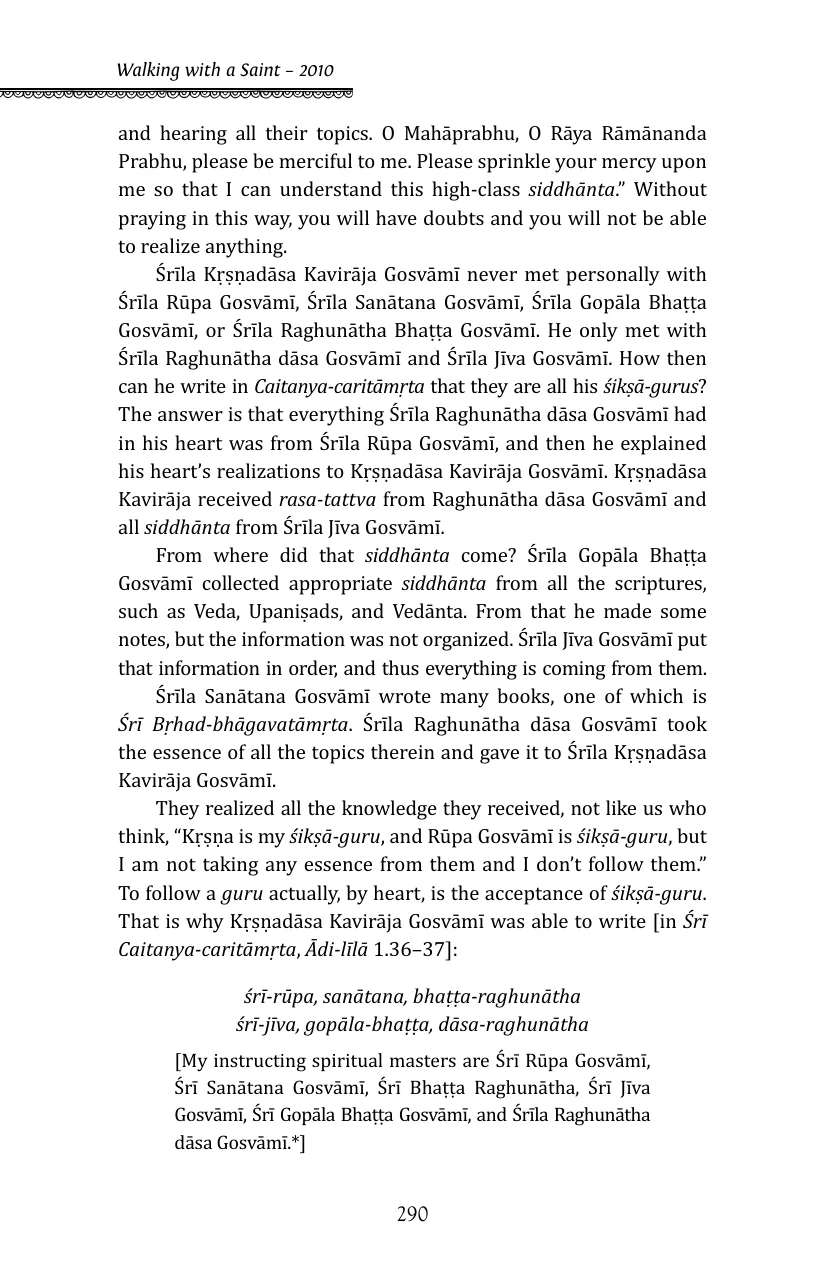 Walking with a Saint – 2010
and hearing all their topics. O Mahāprabhu, O Rāya Rāmānanda
Prabhu, please be merciful to me. Please sprinkle your mercy upon
me so that I can understand this high-class siddhānta.” Without
praying in this way, you will have doubts and you will not be able
to realize anything.
Śrīla Kṛṣṇadāsa Kavirāja Gosvāmī never met personally with
Śrīla Rūpa Gosvāmī, Śrīla Sanātana Gosvāmī, Śrīla Gopāla Bhaṭṭa
Gosvāmī, or Śrīla Raghunātha Bhaṭṭa Gosvāmī. He only met with
Śrīla Raghunātha dāsa Gosvāmī and Śrīla Jīva Gosvāmī. How then
can he write in Caitanya-caritāmṛta that they are all his śikṣā-gurus?
The answer is that everything Śrīla Raghunātha dāsa Gosvāmī had
in his heart was from Śrīla Rūpa Gosvāmī, and then he explained
his heart’s realizations to Kṛṣṇadāsa Kavirāja Gosvāmī. Kṛṣṇadāsa
Kavirāja received rasa-tattva from Raghunātha dāsa Gosvāmī and
all siddhānta from Śrīla Jīva Gosvāmī.
From where did that siddhānta come? Śrīla Gopāla Bhaṭṭa
Gosvāmī collected appropriate siddhānta from all the scriptures,
such as Veda, Upaniṣads, and Vedānta. From that he made some
notes, but the information was not organized. Śrīla Jīva Gosvāmī put
that information in order, and thus everything is coming from them.
Śrīla Sanātana Gosvāmī wrote many books, one of which is
Śrī Bṛhad-bhāgavatāmṛta. Śrīla Raghunātha dāsa Gosvāmī took
the essence of all the topics therein and gave it to Śrīla Kṛṣṇadāsa
Kavirāja Gosvāmī.
They realized all the knowledge they received, not like us who
think, “Kṛṣṇa is my śikṣā-guru, and Rūpa Gosvāmī is śikṣā-guru, but
I am not taking any essence from them and I don’t follow them.”
To follow a guru actually, by heart, is the acceptance of śikṣā-guru.
That is why Kṛṣṇadāsa Kavirāja Gosvāmī was able to write [in Śrī
Caitanya-caritāmṛta, Ādi-līlā 1.36–37]:
śrī-rūpa, sanātana, bhaṭṭa-raghunātha
śrī-jīva, gopāla-bhaṭṭa, dāsa-raghunātha
[My instructing spiritual masters are Śrī Rūpa Gosvāmī,
Śrī Sanātana Gosvāmī, Śrī Bhaṭṭa Raghunātha, Śrī Jīva
Gosvāmī, Śrī Gopāla Bhaṭṭa Gosvāmī, and Śrīla Raghunātha
dāsa Gosvāmī.*]
290